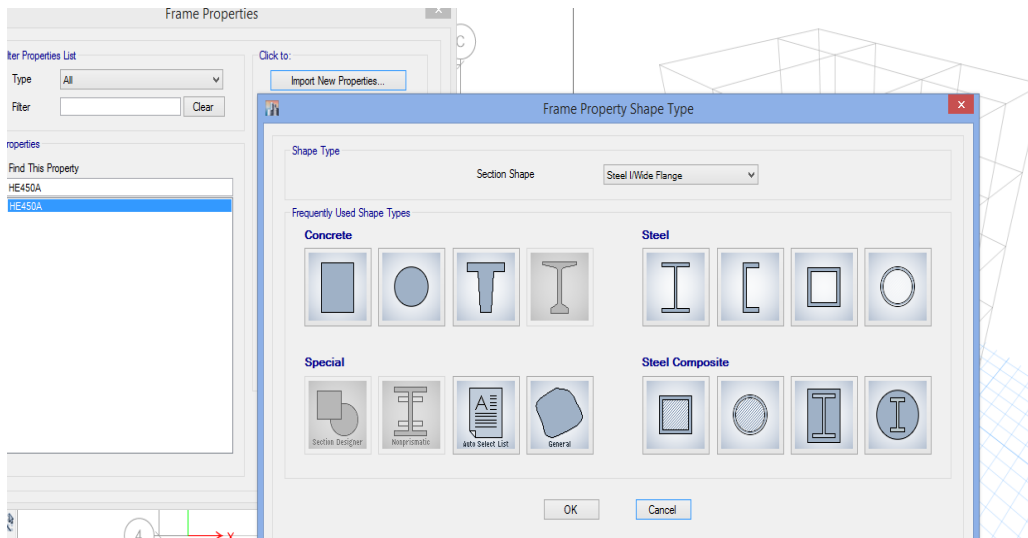 Frame Properties
x
lter Properties List
Click to:
Type
All
Import New Properties...
Filter
Clear
roperties
Find This Property
HE450A
HE450A
C
Frame Property Shape Type
x
Shape Type
Section Shape
Steel I/Wide Flange
Frequently Used Shape Types
Concrete
Steel
Special
Steel Composite
Section Designer
Nonprismatic
A
Auto Select List
General
OK
Cancel
4
X